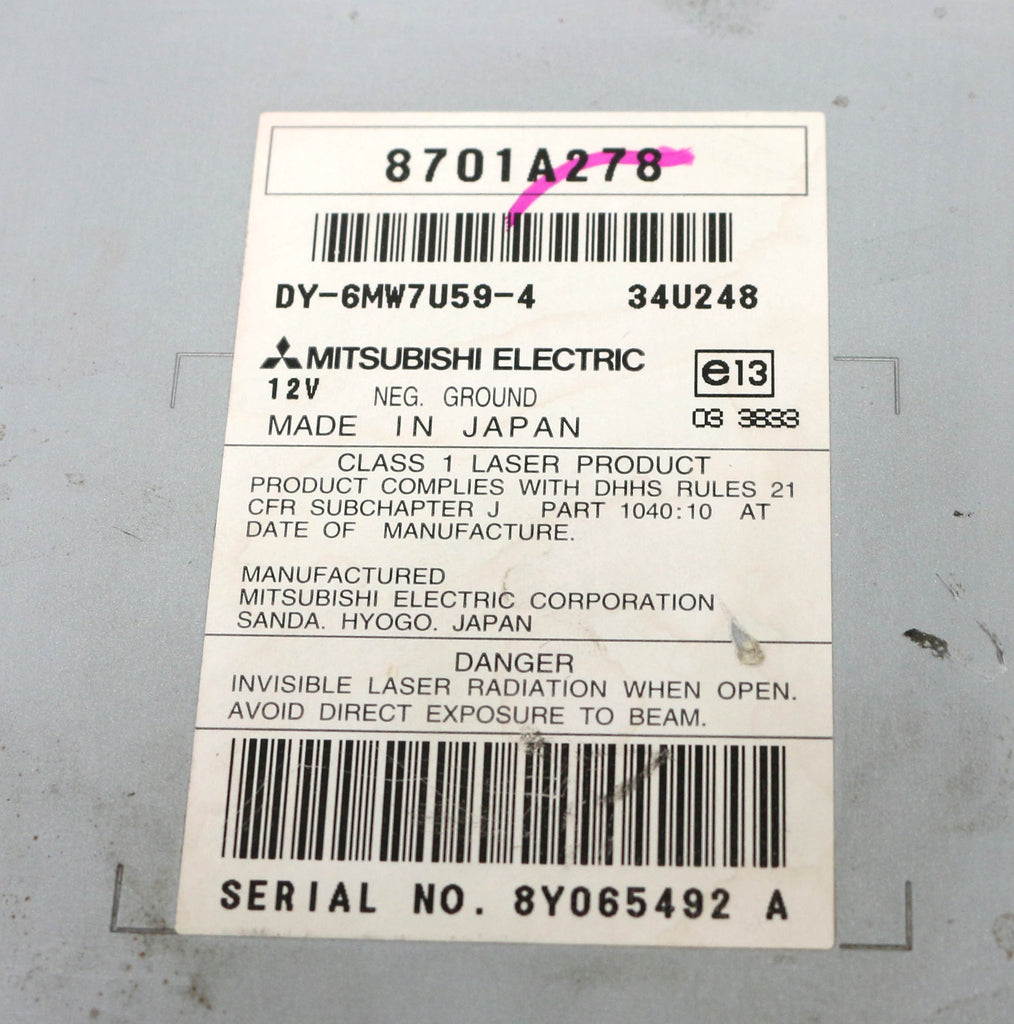 8701A278
DY-6MW7U59-4 34U248
MITSUBISHI ELECTRIC e13
12V NEG. GROUND 03 3833
MADE IN JAPAN
CLASS 1 LASER PRODUCT
PRODUCT COMPLIES WITH DHHS RULES 21
CFR SUBCHAPTER J PART 1040:10 AT
DATE OF MANUFACTURE.
MANUFACTURED
MITSUBISHI ELECTRIC CORPORATION
SANDA. HYOGO. JAPAN
DANGER
INVISIBLE LASER RADIATION WHEN OPEN.
AVOID DIRECT EXPOSURE TO BEAM.
SERIAL NO. 8Y065492 A